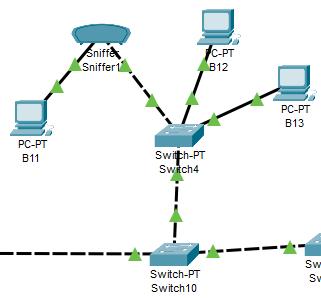 Sniffer
Sniffer1
PC-PT
B12
PC-PT
B13
PC-PT
B11
Switch-PT
Switch4
Switch-PT
Switch10